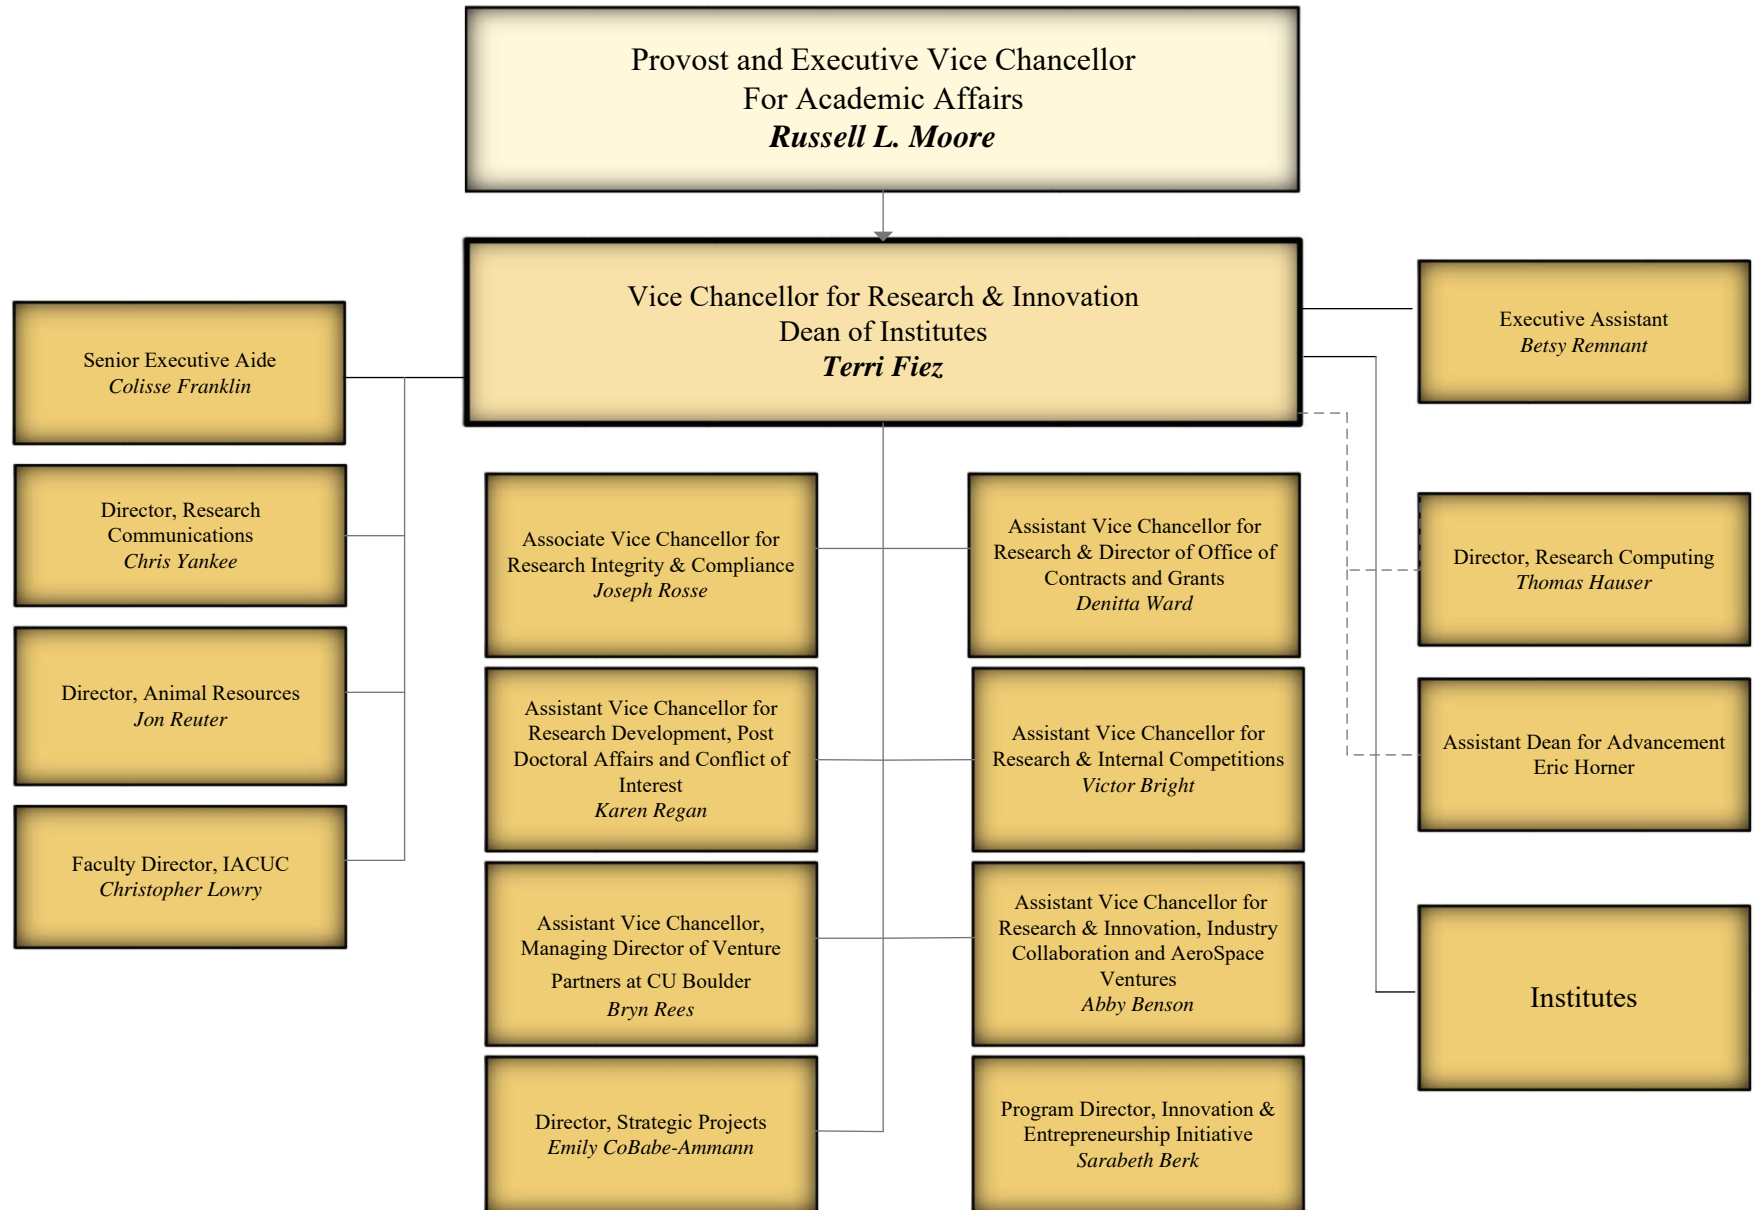 Provost and Executive Vice Chancellor
For Academic Affairs
Russell L. Moore
Vice Chancellor for Research & Innovation
Dean of Institutes
Terri Fiez
Executive Assistant
Betsy Remnant
Senior Executive Aide
Colisse Franklin
Director, Research
Communications
Chris Yankee
Director, Animal Resources
Jon Reuter
Faculty Director, IACUC
Christopher Lowry
Associate Vice Chancellor for
Research Integrity & Compliance
Joseph Rosse
Assistant Vice Chancellor for
Research & Director of Office of
Contracts and Grants
Denitta Ward
Assistant Vice Chancellor for
Research Development, Post
Doctoral Affairs and Conflict of
Interest
Karen Regan
Assistant Vice Chancellor for
Research & Internal Competitions
Victor Bright
Assistant Vice Chancellor,
Managing Director of Venture
Partners at CU Boulder
Bryn Rees
Assistant Vice Chancellor for
Research & Innovation, Industry
Collaboration and AeroSpace
Ventures
Abby Benson
Director, Strategic Projects
Emily CoBabe-Ammann
Program Director, Innovation &
Entrepreneurship Initiative
Sarabeth Berk
Director, Research Computing
Thomas Hauser
Assistant Dean for Advancement
Eric Horner
Institutes